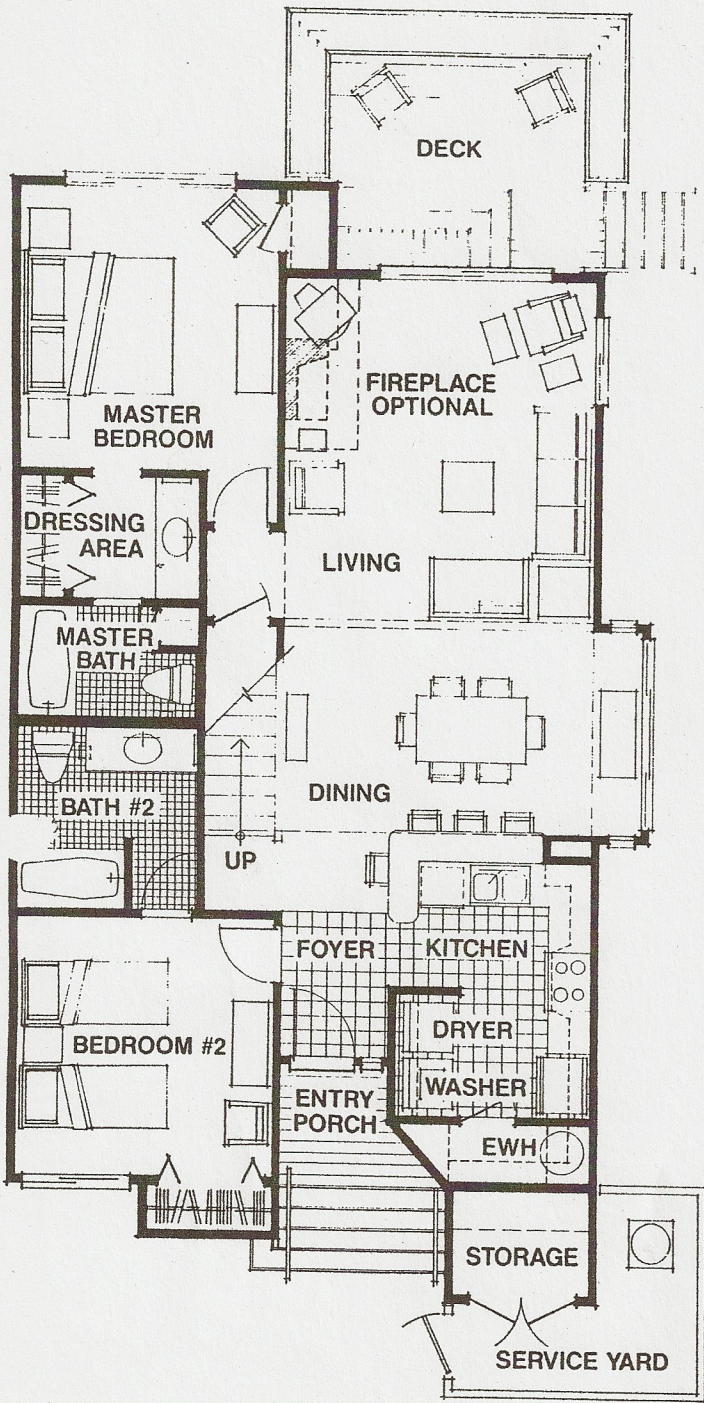 DECK
FIREPLACE
OPTIONAL
MASTER
BEDROOM
DRESSING
AREA
LIVING
MASTER
BATH
DINING
BATH #2
UP
FOYER
KITCHEN
DRYER
BEDROOM #2
WASHER
ENTRY
PORCH
EWH
STORAGE
SERVICE YARD